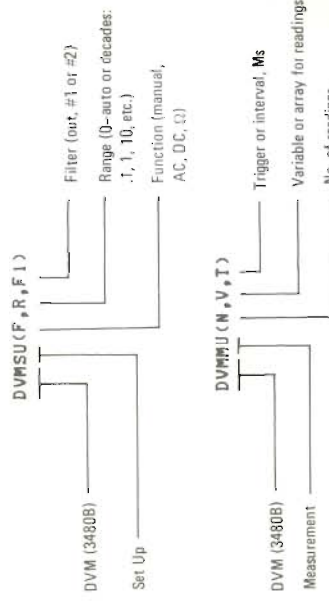 DVMSU(F,R,F1)
Filter (out, #1 or #2)
Range (0–auto or decades:
.1, 1, 10, etc.)
Function (manual,
AC, DC, Ω)
DVM (3480B)
Set Up
DVMMU(N,V,T)
Trigger or interval, Ms
Variable or array for readings
No. of readings
DVM (3480B)
Measurement